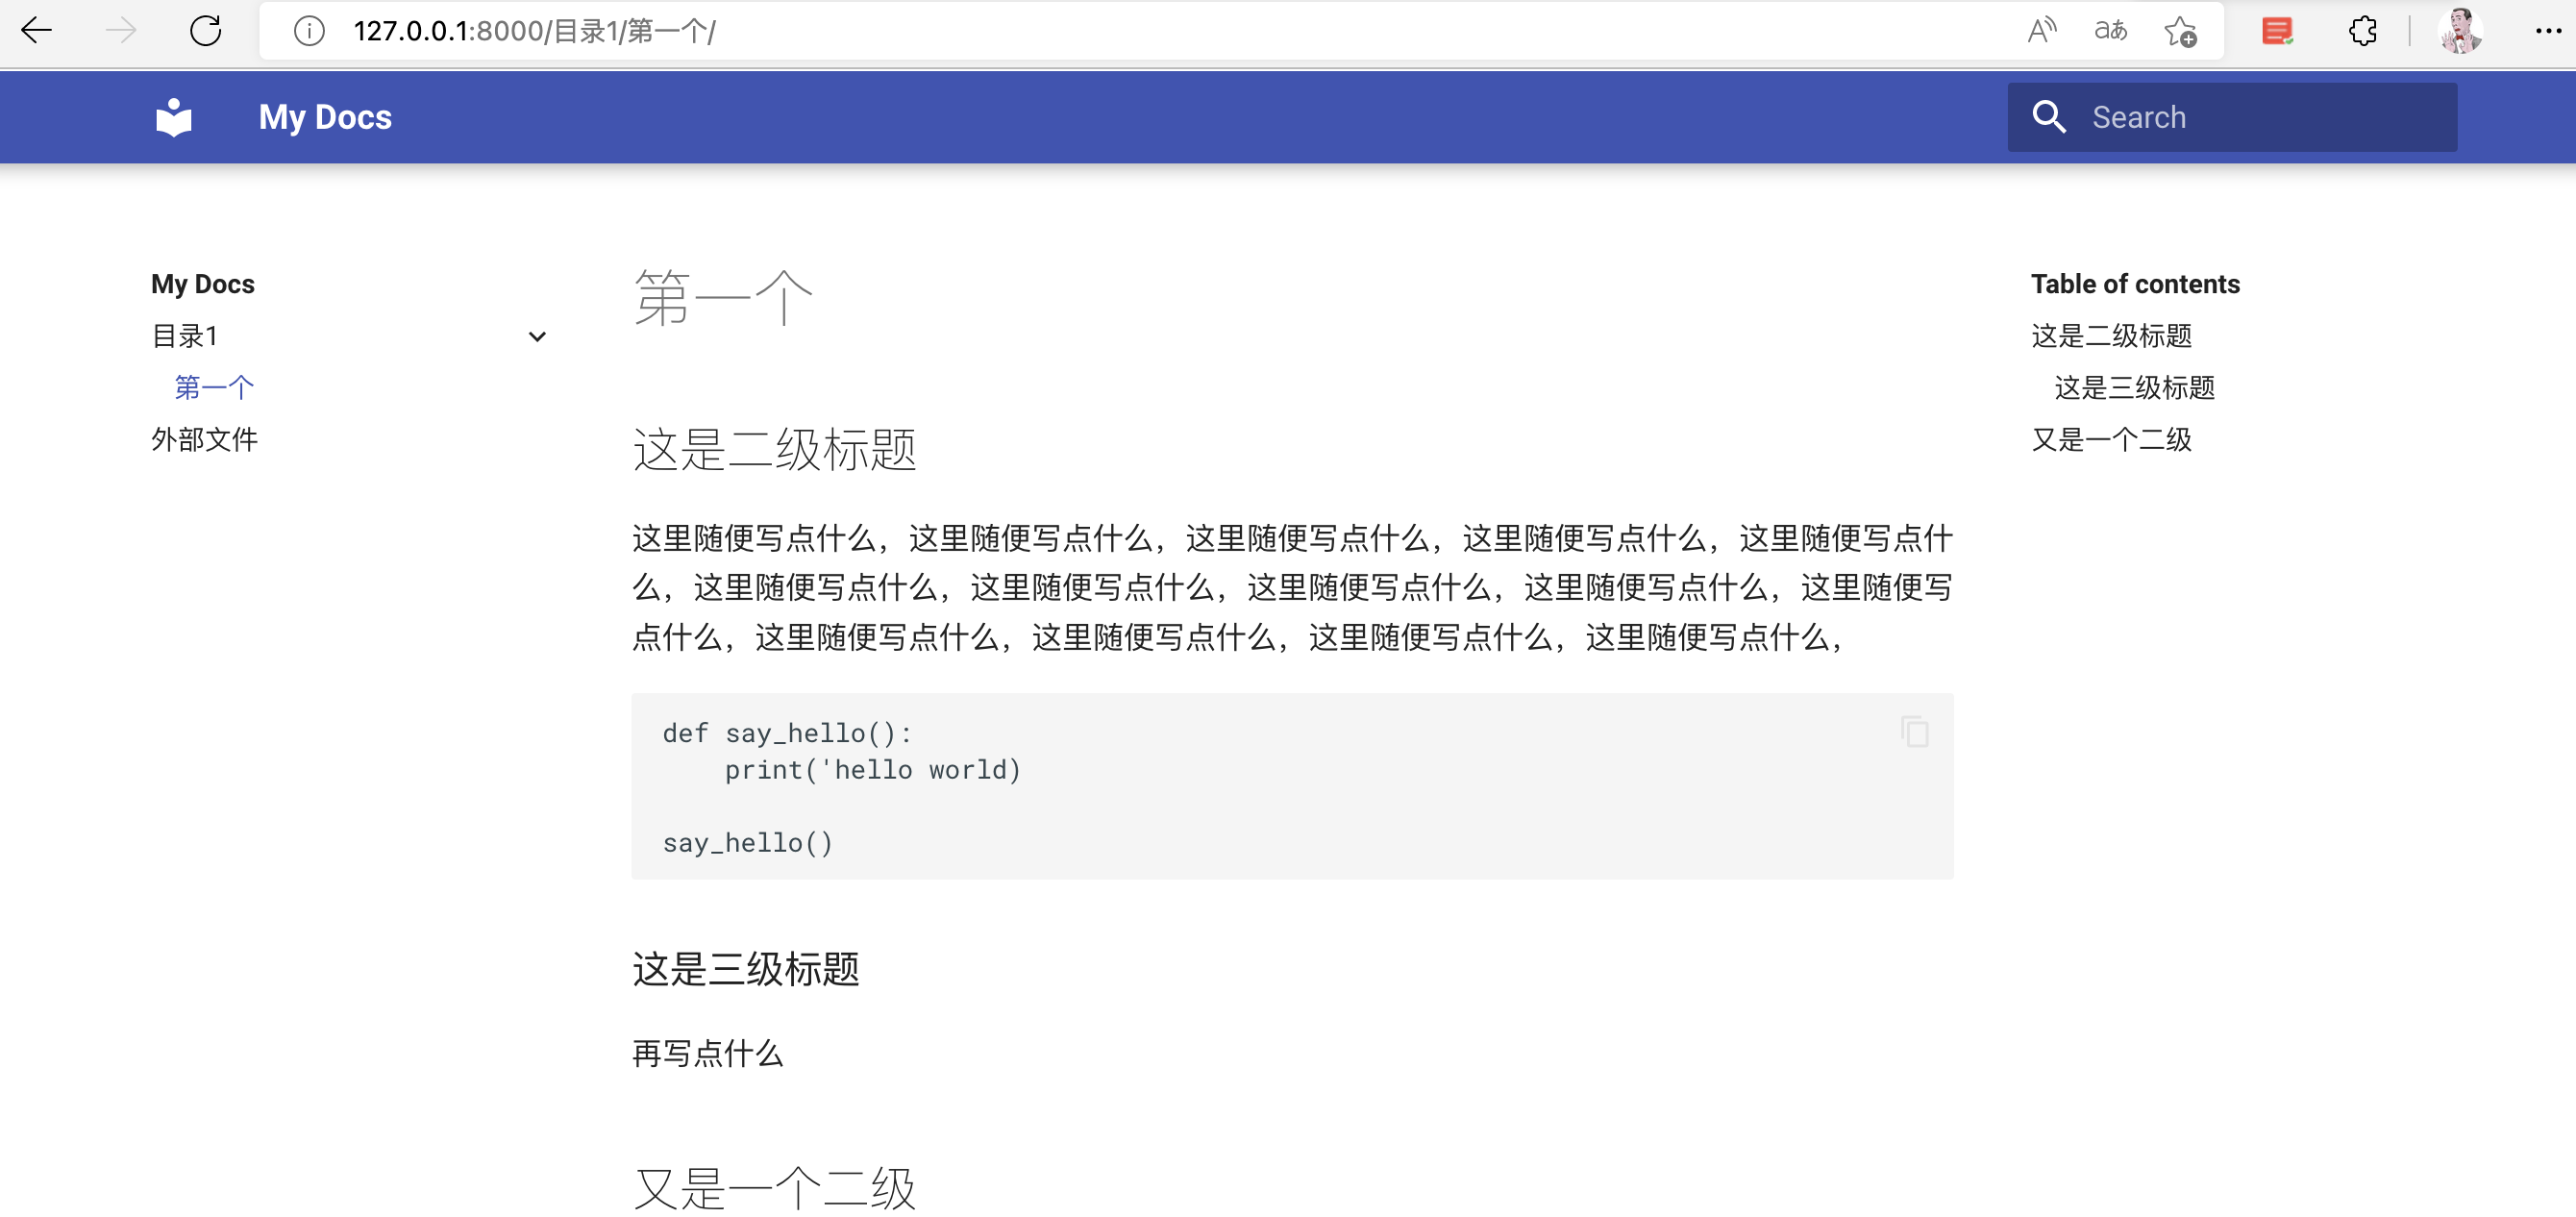 127.0.0.1:8000/目录1/第一个/
A aあ
My Docs
Search
My Docs
目录1
第一个
外部文件
第一个
这是二级标题
这里随便写点什么，这里随便写点什么，这里随便写点什么，这里随便写点什么，这里随便写点什
么，这里随便写点什么，这里随便写点什么，这里随便写点什么，这里随便写点什么，这里随便写
点什么，这里随便写点什么，这里随便写点什么，这里随便写点什么，这里随便写点什么，
def say_hello():
    print('hello world)
say_hello()
这是三级标题
再写点什么
又是一个二级
Table of contents
这是二级标题
这是三级标题
又是一个二级